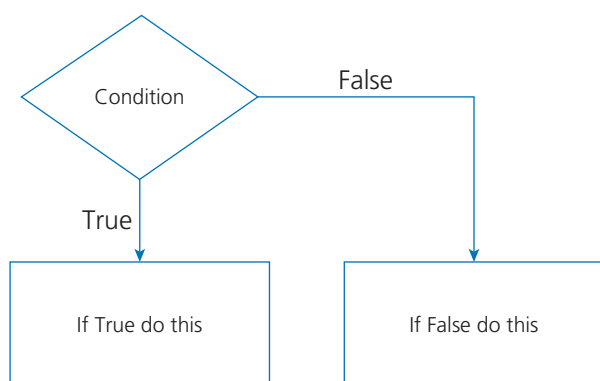 Condition
False
True
If True do this
If False do this